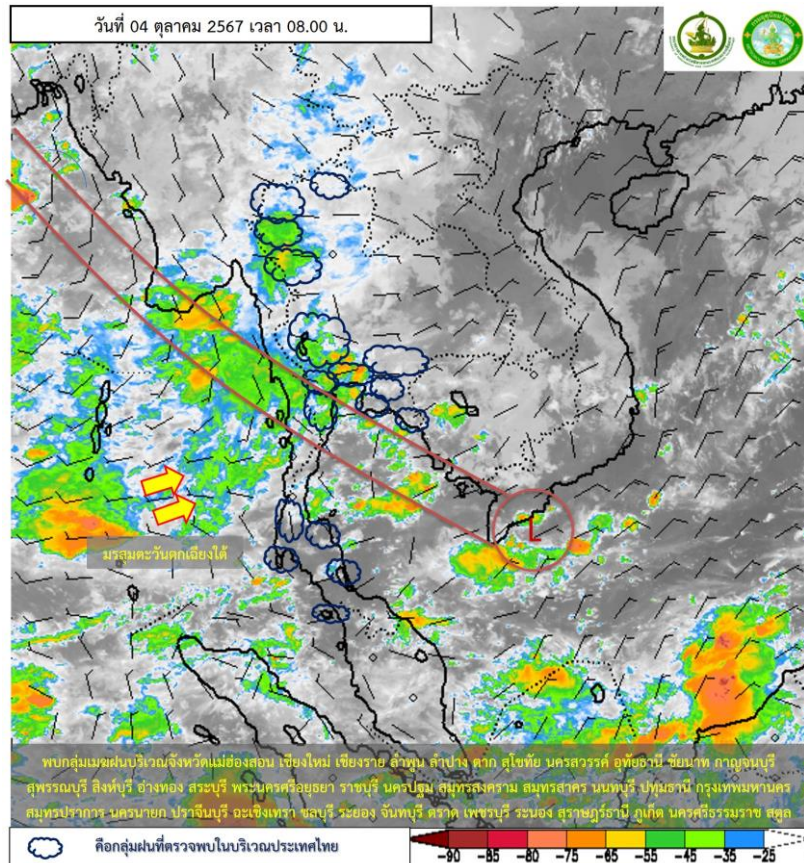 วันที่ 04 ตุลาคม 2567 เวลา 08.00 น.
L
มรสุมตะวันตกเฉียงใต้
พบกลุ่มเมฆฝนบริเวณจังหวัดแม่ฮ่องสอน เชียงใหม่ เชียงราย ลำพูน ลำปาง ตาก สุโขทัย นครสวรรค์ อุทัยธานี ชัยนาท กาญจนบุรี
สุพรรณบุรี สิงห์บุรี อ่างทอง สระบุรี พระนครศรีอยุธยา ราชบุรี นครปฐม สมุทรสงคราม สมุทรสาคร นนทบุรี ปทุมธานี กรุงเทพมหานคร
สมุทรปราการ นครนายก ปราจีนบุรี ฉะเชิงเทรา ชลบุรี ระยอง จันทบุรี ตราด เพชรบุรี ระนอง สุราษฎร์ธานี ภูเก็ต นครศรีธรรมราช สตูล
คือกลุ่มฝนที่ตรวจพบในบริเวณประเทศไทย
-90 -85 -80 -75 -65 -55 -45 -35 -25